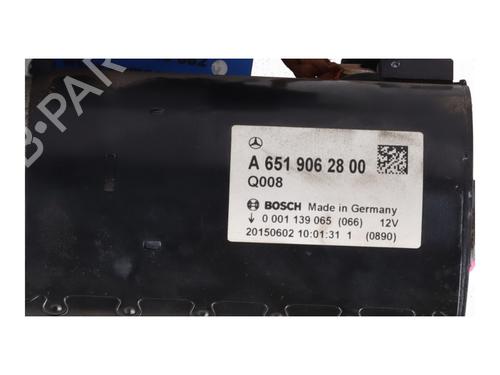 A 651 906 28 00
Q008
BOSCH Made in Germany
0 001 139 065 (066) 12V
20150602 10:01:31 1 (0890)
B-PARTS